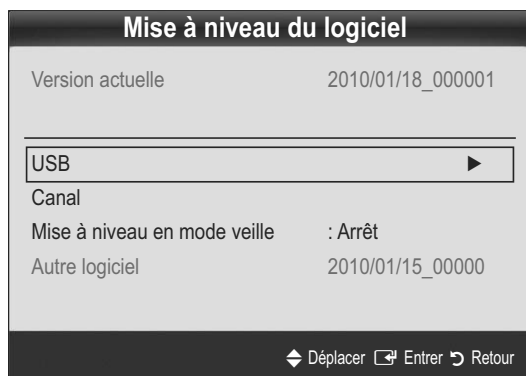 Mise à niveau du logiciel
Version actuelle 2010/01/18_000001
USB ▶
Canal
Mise à niveau en mode veille : Arrêt
Autre logiciel 2010/01/15_00000
Déplacer Entrer Retour